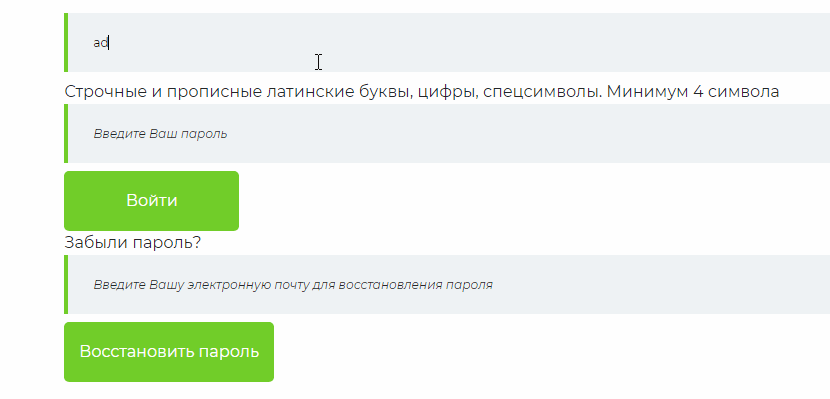 ad
Строчные и прописные латинские буквы, цифры, спецсимволы. Минимум 4 символа
Введите Ваш пароль
Войти
Забыли пароль?
Введите Вашу электронную почту для восстановления пароля
Восстановить пароль